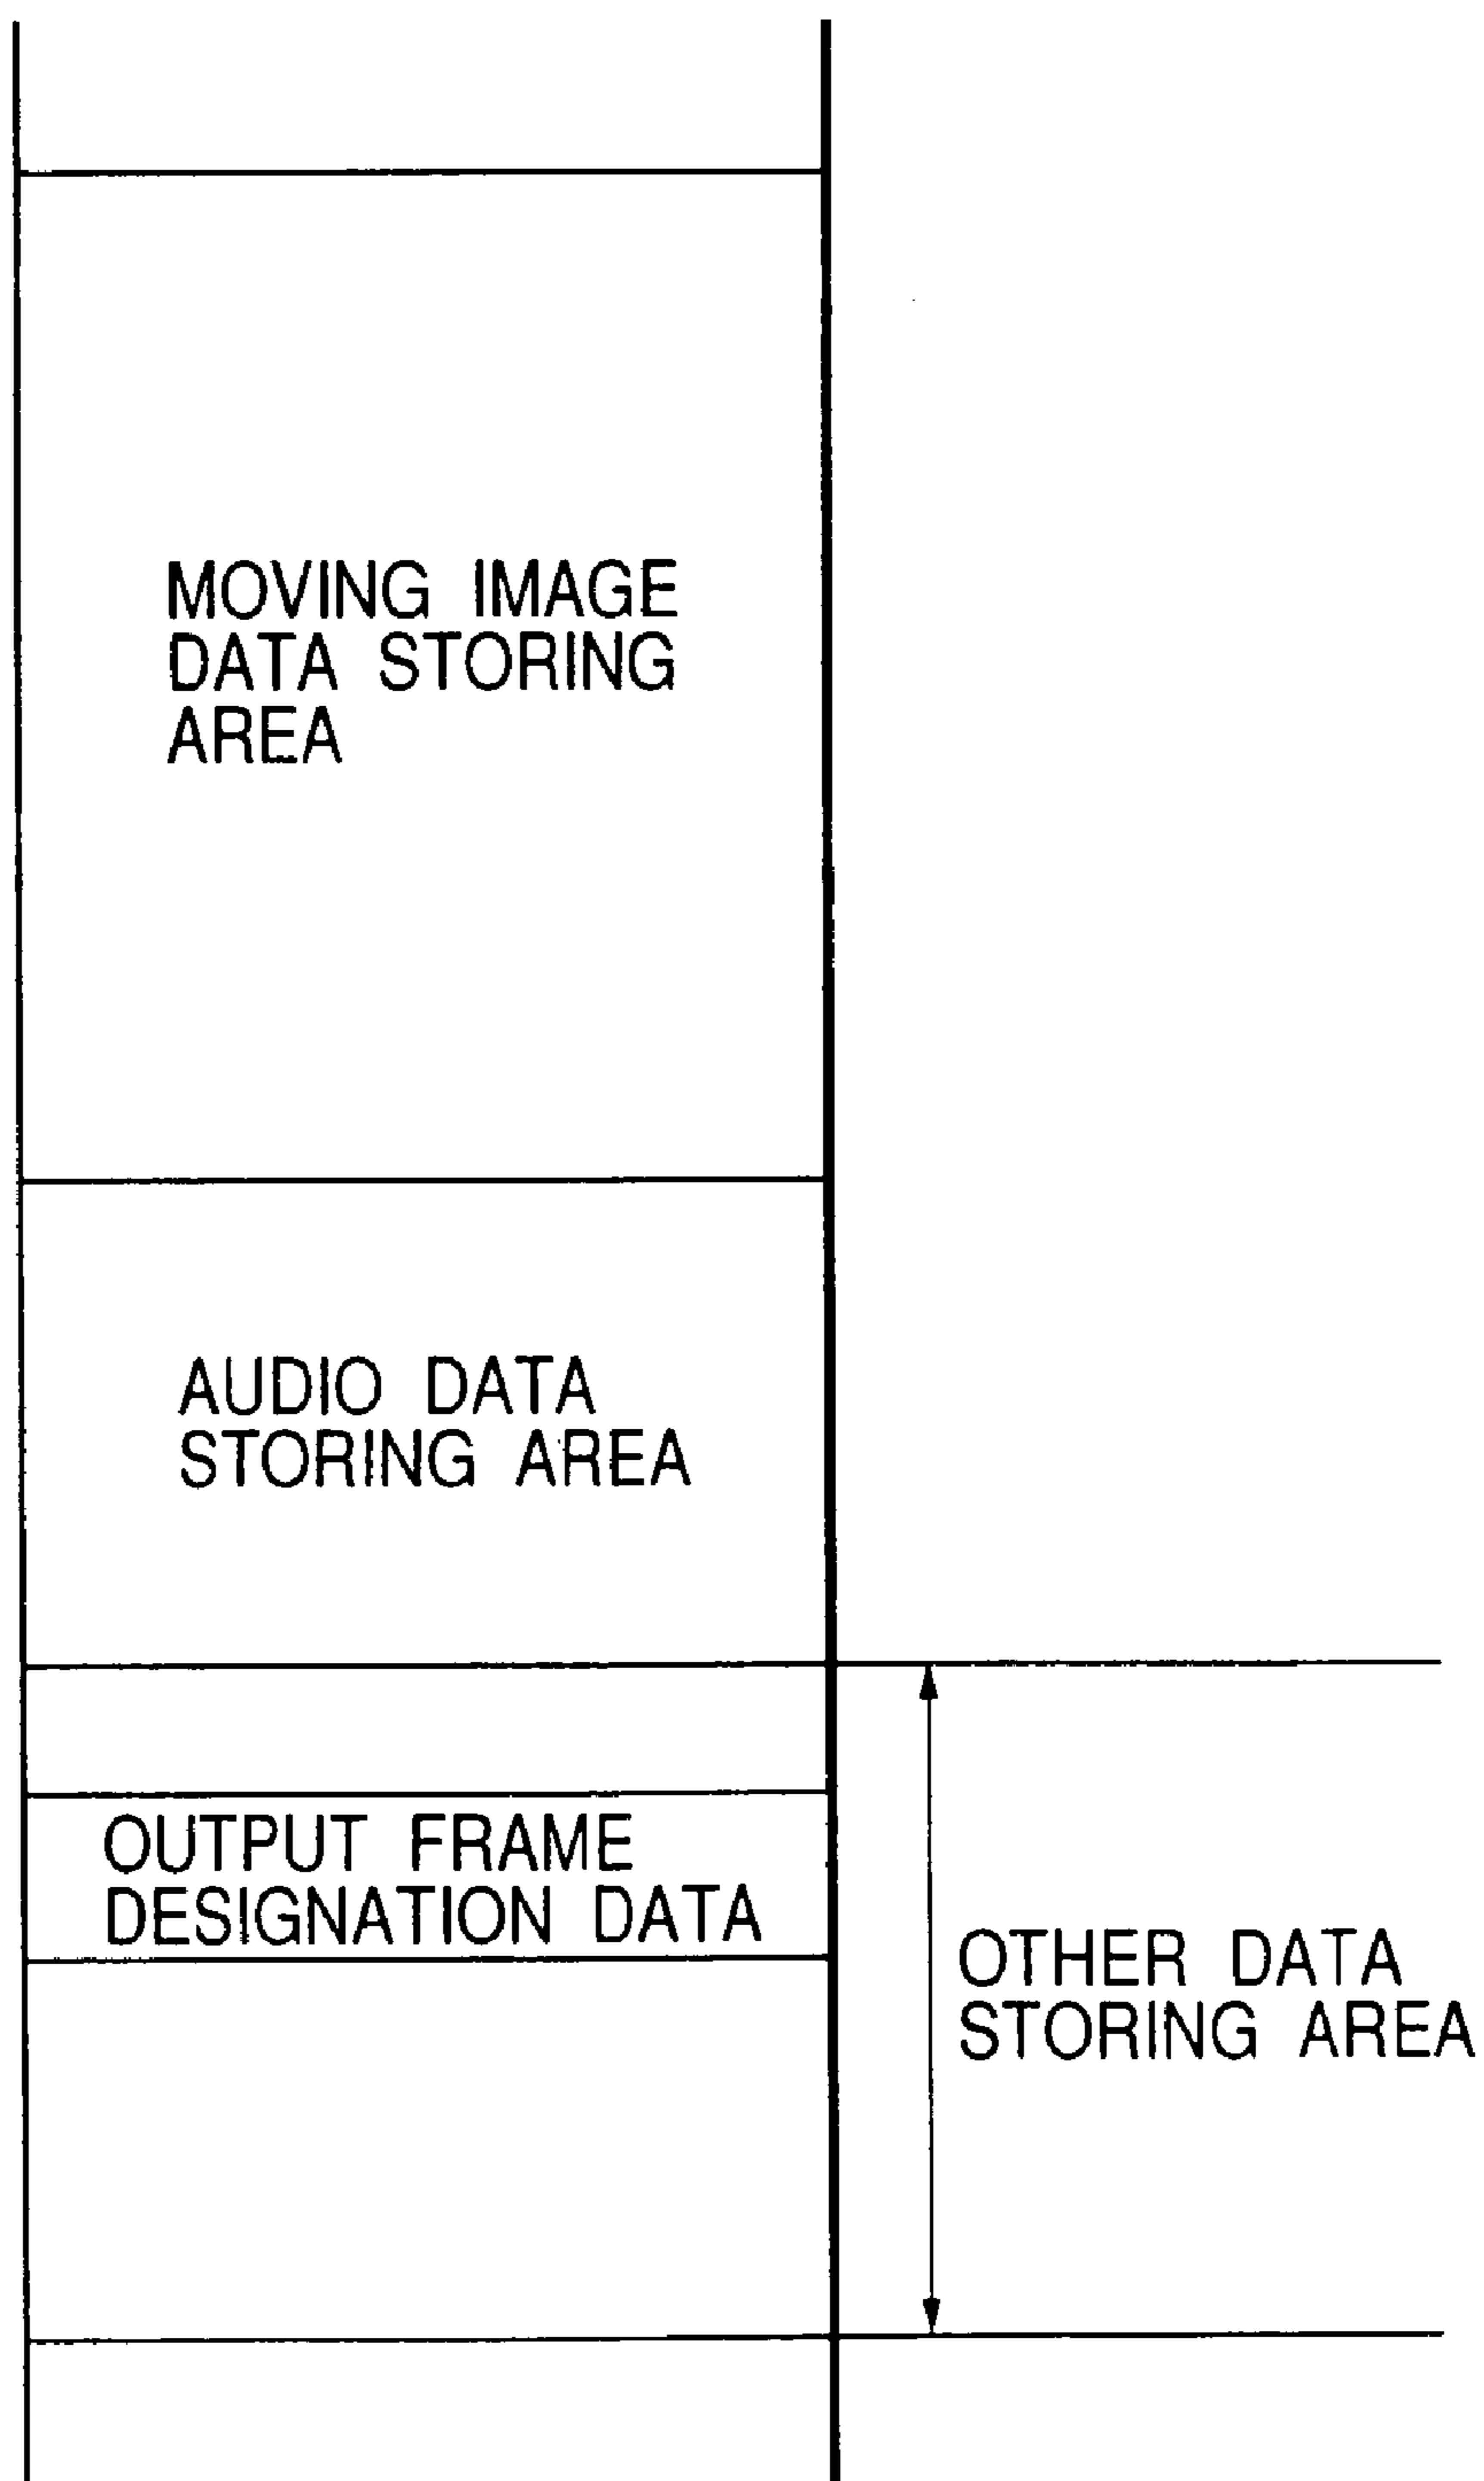 MOVING IMAGE
DATA STORING
AREA
AUDIO DATA
STORING AREA
OUTPUT FRAME
DESIGNATION DATA
OTHER DATA
STORING AREA